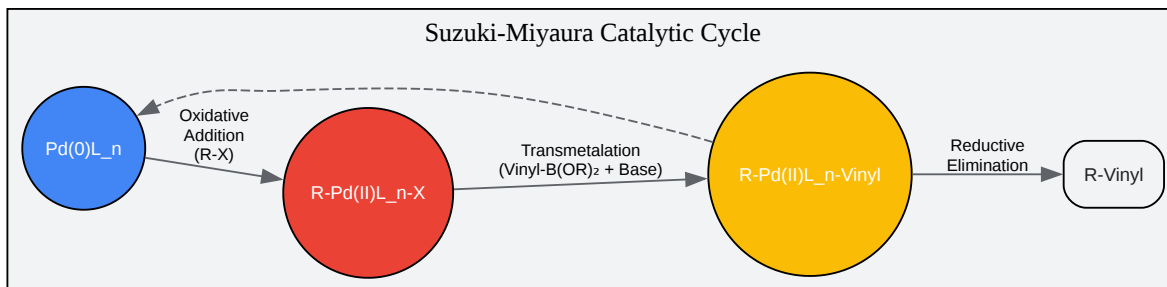 Suzuki-Miyaura Catalytic Cycle
Pd(0)L_n
Oxidative
Addition
(R-X)
R-Pd(II)L_n-X
Transmetalation
(Vinyl-B(OR)₂ + Base)
R-Pd(II)L_n-Vinyl
Reductive
Elimination
R-Vinyl